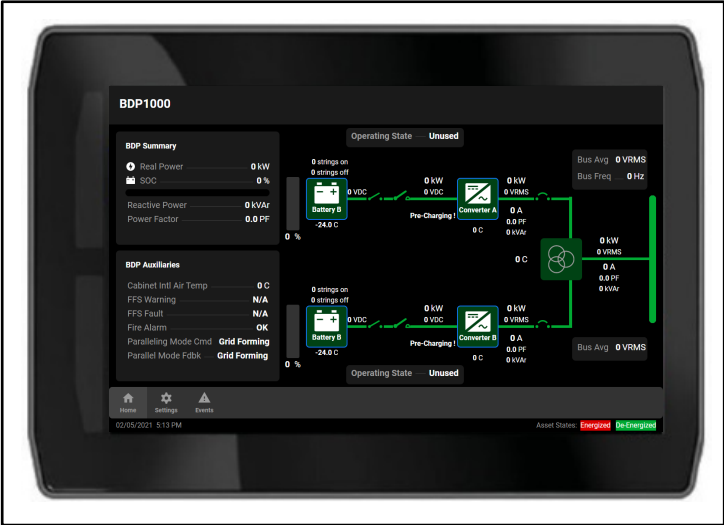 BDP1000
BDP Summary
Real Power 0 kW
SOC 0 %
Reactive Power 0 kVAr
Power Factor 0.0 PF
BDP Auxiliaries
Cabinet Intl Air Temp 0 C
FFS Warning N/A
FFS Fault N/A
Fire Alarm OK
Paralleling Mode Cmd Grid Forming
Parallel Mode Fdbk Grid Forming
Operating State Unused
0 strings on
0 strings off
Battery B
-24.0 C
0 %
0 VDC
0 kW
0 VDC
Pre-Charging !
Converter A
0 C
0 kW
0 VRMS
0 A
0.0 PF
0 kVAr
Bus Avg 0 VRMS
Bus Freq 0 Hz
0 C
0 kW
0 VRMS
0 A
0.0 PF
0 kVAr
0 strings on
0 strings off
Battery B
-24.0 C
0 %
0 VDC
0 kW
0 VDC
Pre-Charging !
Converter B
0 C
0 kW
0 VRMS
0 A
0.0 PF
0 kVAr
Bus Avg 0 VRMS
Operating State Unused
Home
Settings
Events
02/05/2021 5:13 PM
Asset States: Energized De-Energized